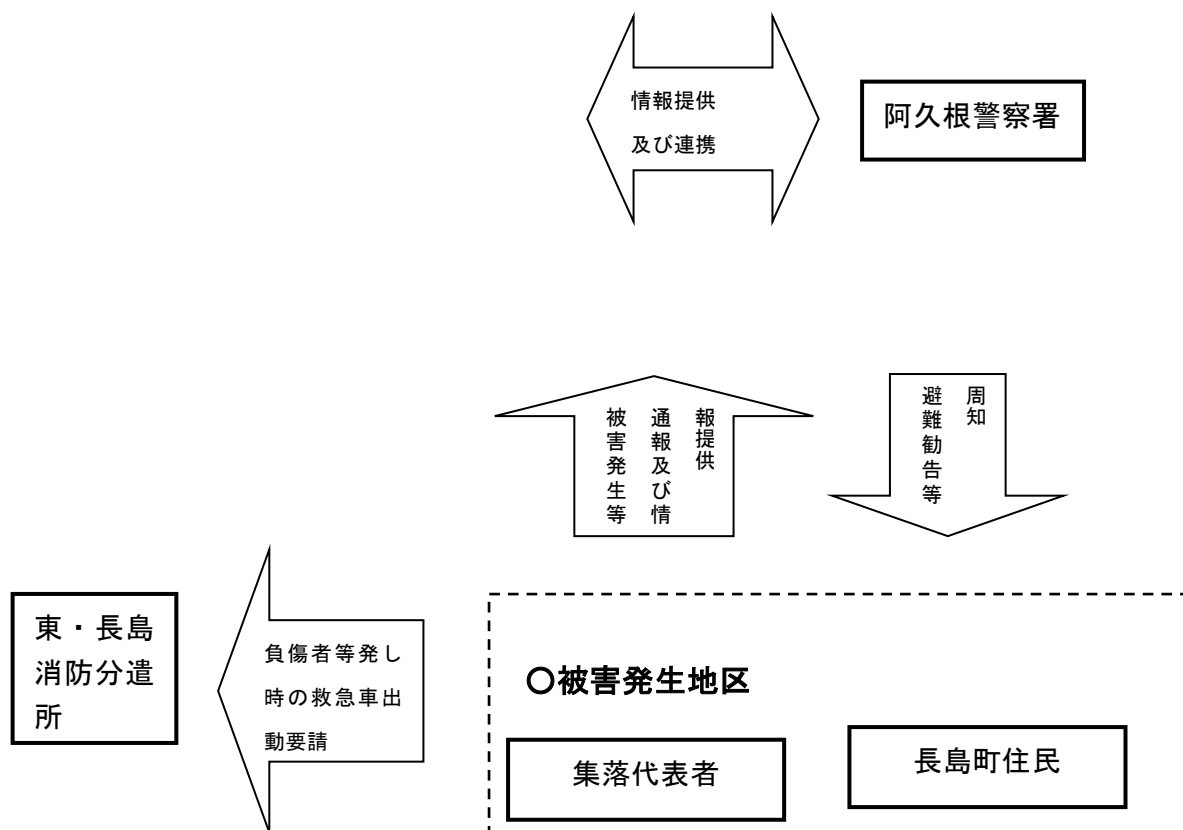 情報提供
及び連携
阿久根警察署
被害発生等
通報及び情
報提供
避難勧告等
周知
東・長島
消防分遣
所
負傷者等発し
時の救急車出
動要請
○被害発生地区
集落代表者
長島町住民